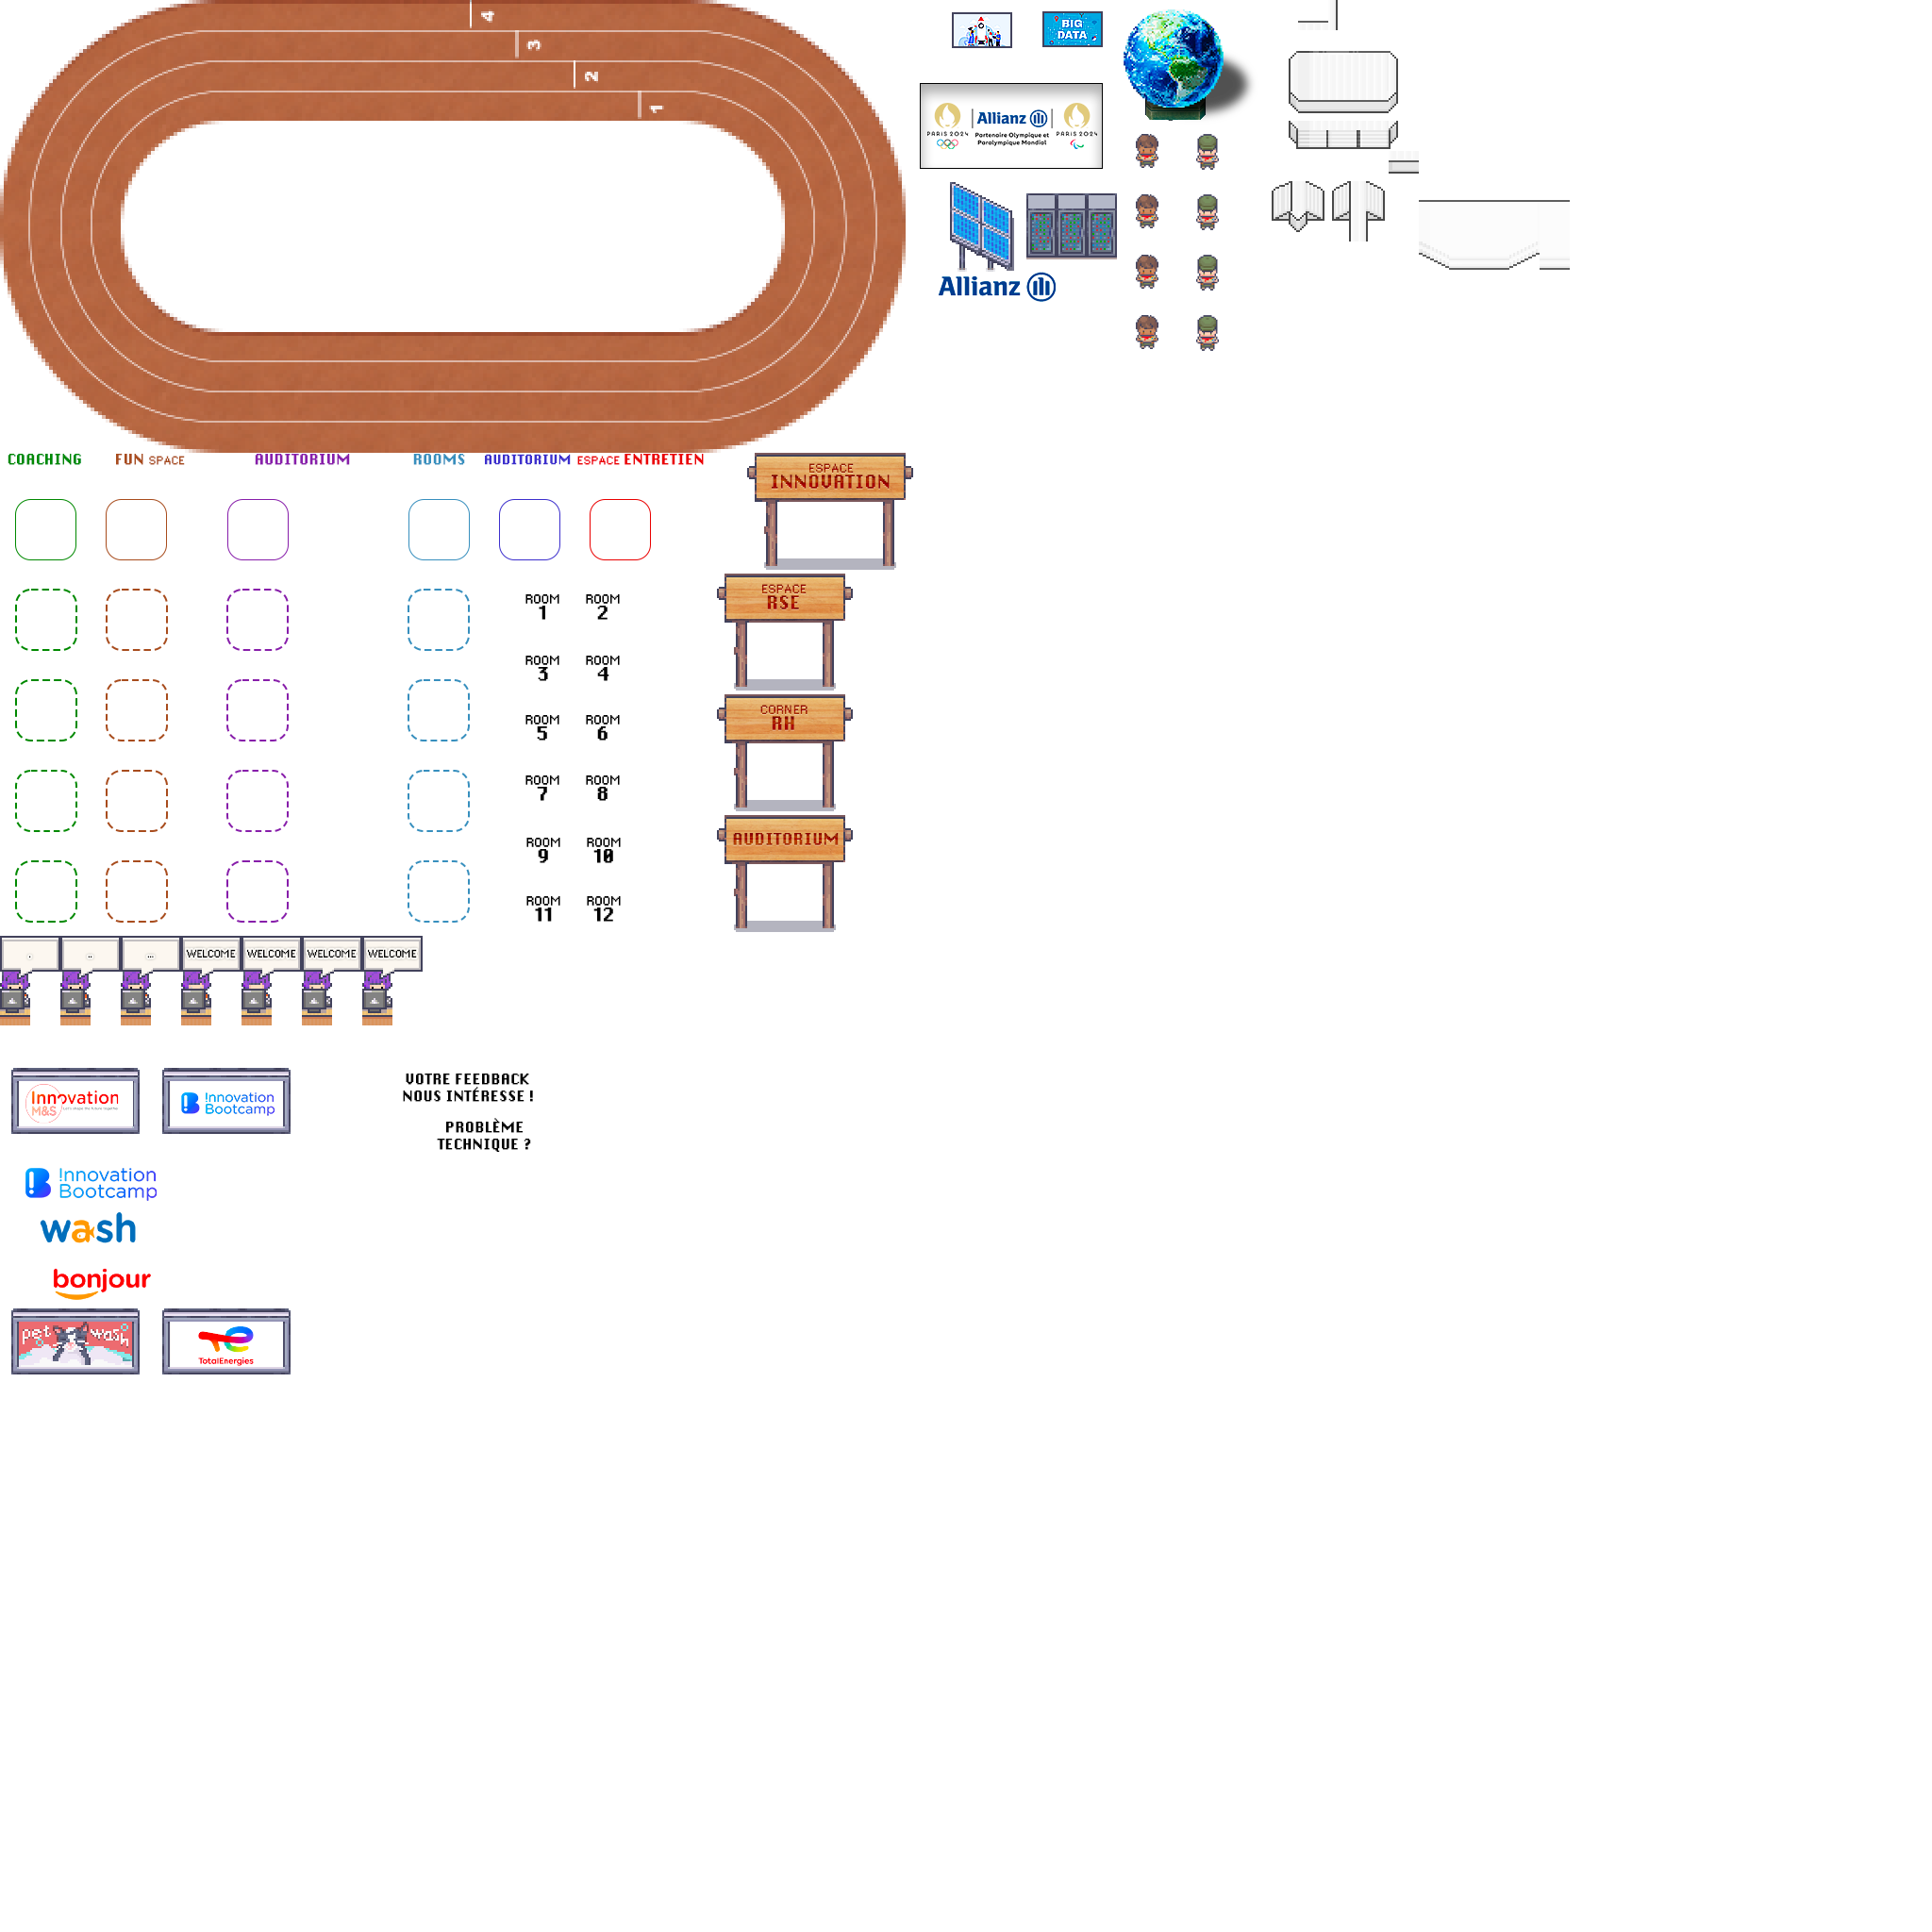 4
3
2
1
BIG
DATA
PARIS 2024
Allianz
Partenaire Olympique et
Paralympique Mondial
PARIS 2024
Allianz
COACHING
FUN SPACE
AUDITORIUM
ROOMS
AUDITORIUM
ESPACE ENTRETIEN
ESPACE
INNOVATION
ROOM
1
ROOM
2
ESPACE
RSE
ROOM
3
ROOM
4
ROOM
5
ROOM
6
CORNER
RH
ROOM
7
ROOM
8
ROOM
9
ROOM
10
AUDITORIUM
ROOM
11
ROOM
12
.
..
...
WELCOME
WELCOME
WELCOME
WELCOME
Innovation
M&S
!nnovation
Bootcamp
VOTRE FEEDBACK
NOUS INTÉRESSE !
PROBLÈME
TECHNIQUE ?
!nnovation
Bootcamp
wash
bonjour
pet wash
TotalEnergies